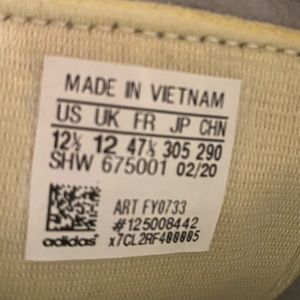 MADE IN VIETNAM
US UK FR JP CHN
12½ 12 47⅓ 305 290
SHW 675001 02/20
ART FY0733
#125008442
adidas x7CL2RF400005